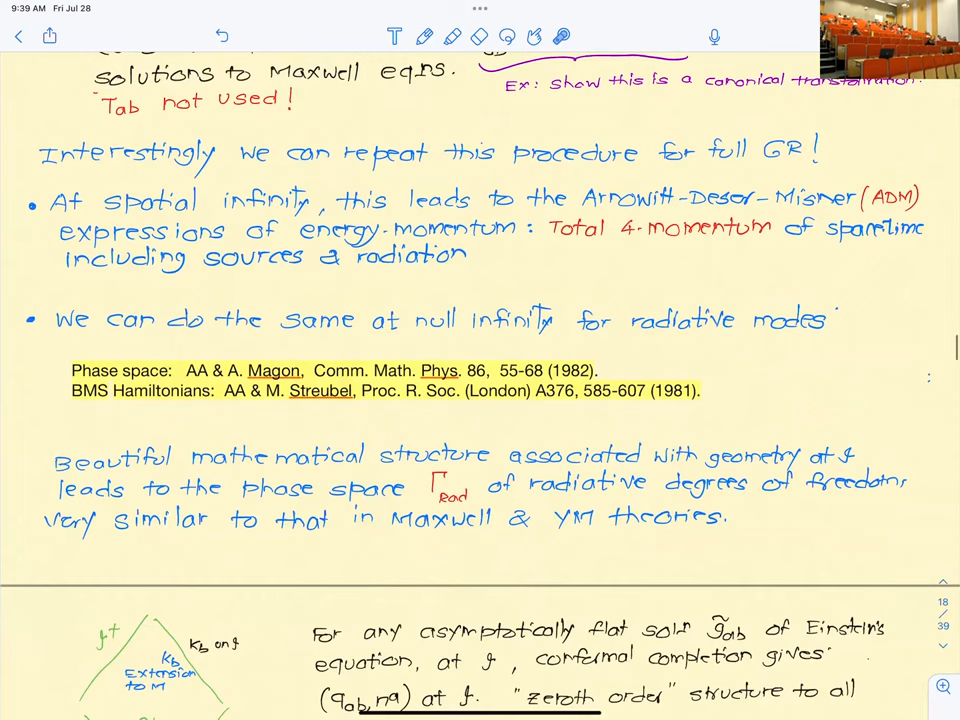 9:39 AM Fri Jul 28
solutions to Maxwell eqns.
Tab not used!
Ex: show this is a canonical transformation.
Interestingly we can repeat this procedure for full GR!
• At spatial infinity, this leads to the Arnowitt-Deser-Misner (ADM)
expressions of energy-momentum: Total 4-momentum of spacetime
including sources & radiation
• We can do the same at null infinity for radiative modes
Phase space: AA & A. Magon, Comm. Math. Phys. 86, 55-68 (1982).
BMS Hamiltonians: AA & M. Streubel, Proc. R. Soc. (London) A376, 585-607 (1981).
Beautiful mathematical structure associated with geometry at ℐ
leads to the phase space Γ_Rad of radiative degrees of freedom,
very similar to that in Maxwell & YM theories.
18
/
39
ℐ+
k_b on ℐ
k_b
Extension
to M
For any asymptotically flat soln g̃_ab of Einstein's
equation, at ℐ, conformal completion gives
(q_ab, n^a) at ℐ. "zeroth order" structure to all